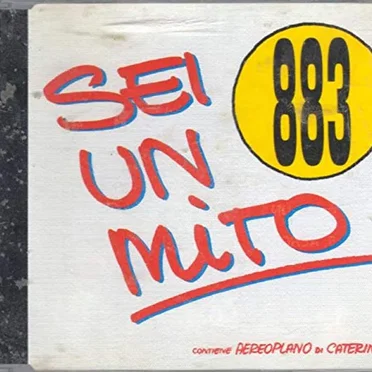 SEI
883
UN
MiTO
CONTIENE AEREOPLANO DI CATERIN